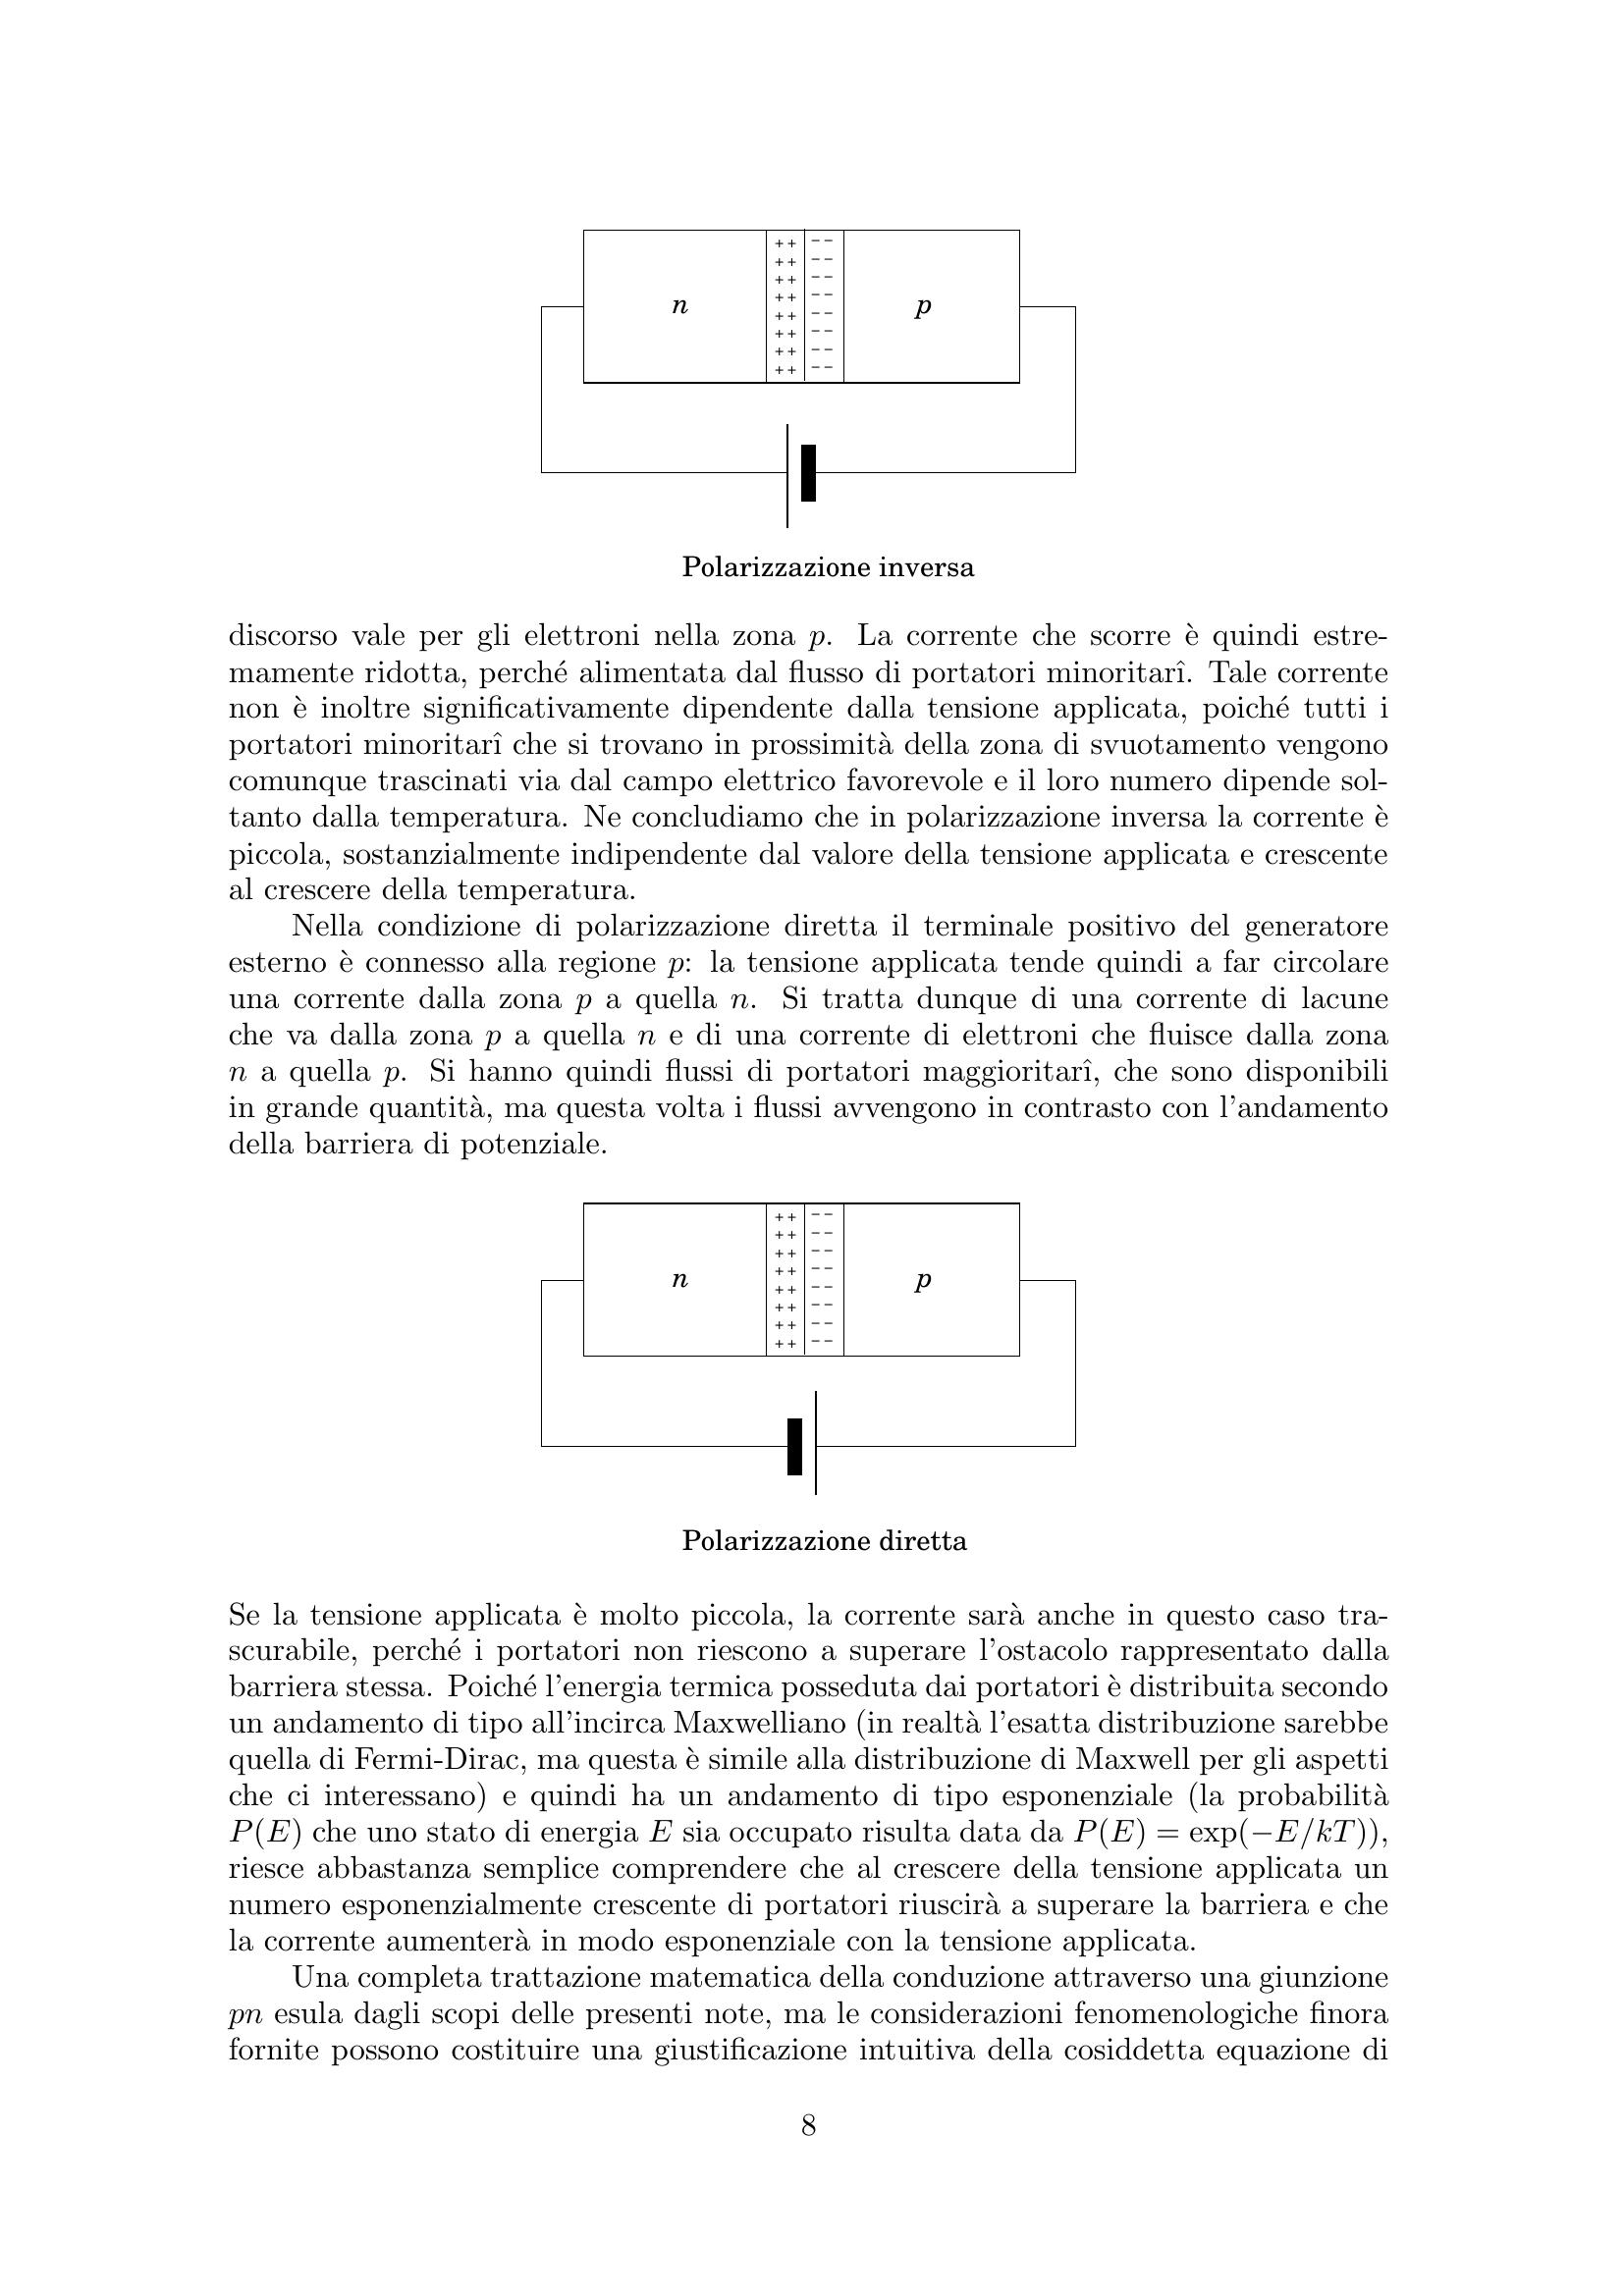 n
p
++ −−
++ −−
++ −−
++ −−
++ −−
++ −−
++ −−
++ −−
Polarizzazione inversa
discorso vale per gli elettroni nella zona p. La corrente che scorre è quindi estre-
mamente ridotta, perché alimentata dal flusso di portatori minoritarî. Tale corrente
non è inoltre significativamente dipendente dalla tensione applicata, poiché tutti i
portatori minoritarî che si trovano in prossimità della zona di svuotamento vengono
comunque trascinati via dal campo elettrico favorevole e il loro numero dipende sol-
tanto dalla temperatura. Ne concludiamo che in polarizzazione inversa la corrente è
piccola, sostanzialmente indipendente dal valore della tensione applicata e crescente
al crescere della temperatura.
Nella condizione di polarizzazione diretta il terminale positivo del generatore
esterno è connesso alla regione p: la tensione applicata tende quindi a far circolare
una corrente dalla zona p a quella n. Si tratta dunque di una corrente di lacune
che va dalla zona p a quella n e di una corrente di elettroni che fluisce dalla zona
n a quella p. Si hanno quindi flussi di portatori maggioritarî, che sono disponibili
in grande quantità, ma questa volta i flussi avvengono in contrasto con l'andamento
della barriera di potenziale.
n
p
++ −−
++ −−
++ −−
++ −−
++ −−
++ −−
++ −−
++ −−
Polarizzazione diretta
Se la tensione applicata è molto piccola, la corrente sarà anche in questo caso tra-
scurabile, perché i portatori non riescono a superare l'ostacolo rappresentato dalla
barriera stessa. Poiché l'energia termica posseduta dai portatori è distribuita secondo
un andamento di tipo all'incirca Maxwelliano (in realtà l'esatta distribuzione sarebbe
quella di Fermi-Dirac, ma questa è simile alla distribuzione di Maxwell per gli aspetti
che ci interessano) e quindi ha un andamento di tipo esponenziale (la probabilità
P(E) che uno stato di energia E sia occupato risulta data da P(E) = exp(−E/kT)),
riesce abbastanza semplice comprendere che al crescere della tensione applicata un
numero esponenzialmente crescente di portatori riuscirà a superare la barriera e che
la corrente aumenterà in modo esponenziale con la tensione applicata.
Una completa trattazione matematica della conduzione attraverso una giunzione
pn esula dagli scopi delle presenti note, ma le considerazioni fenomenologiche finora
fornite possono costituire una giustificazione intuitiva della cosiddetta equazione di
8